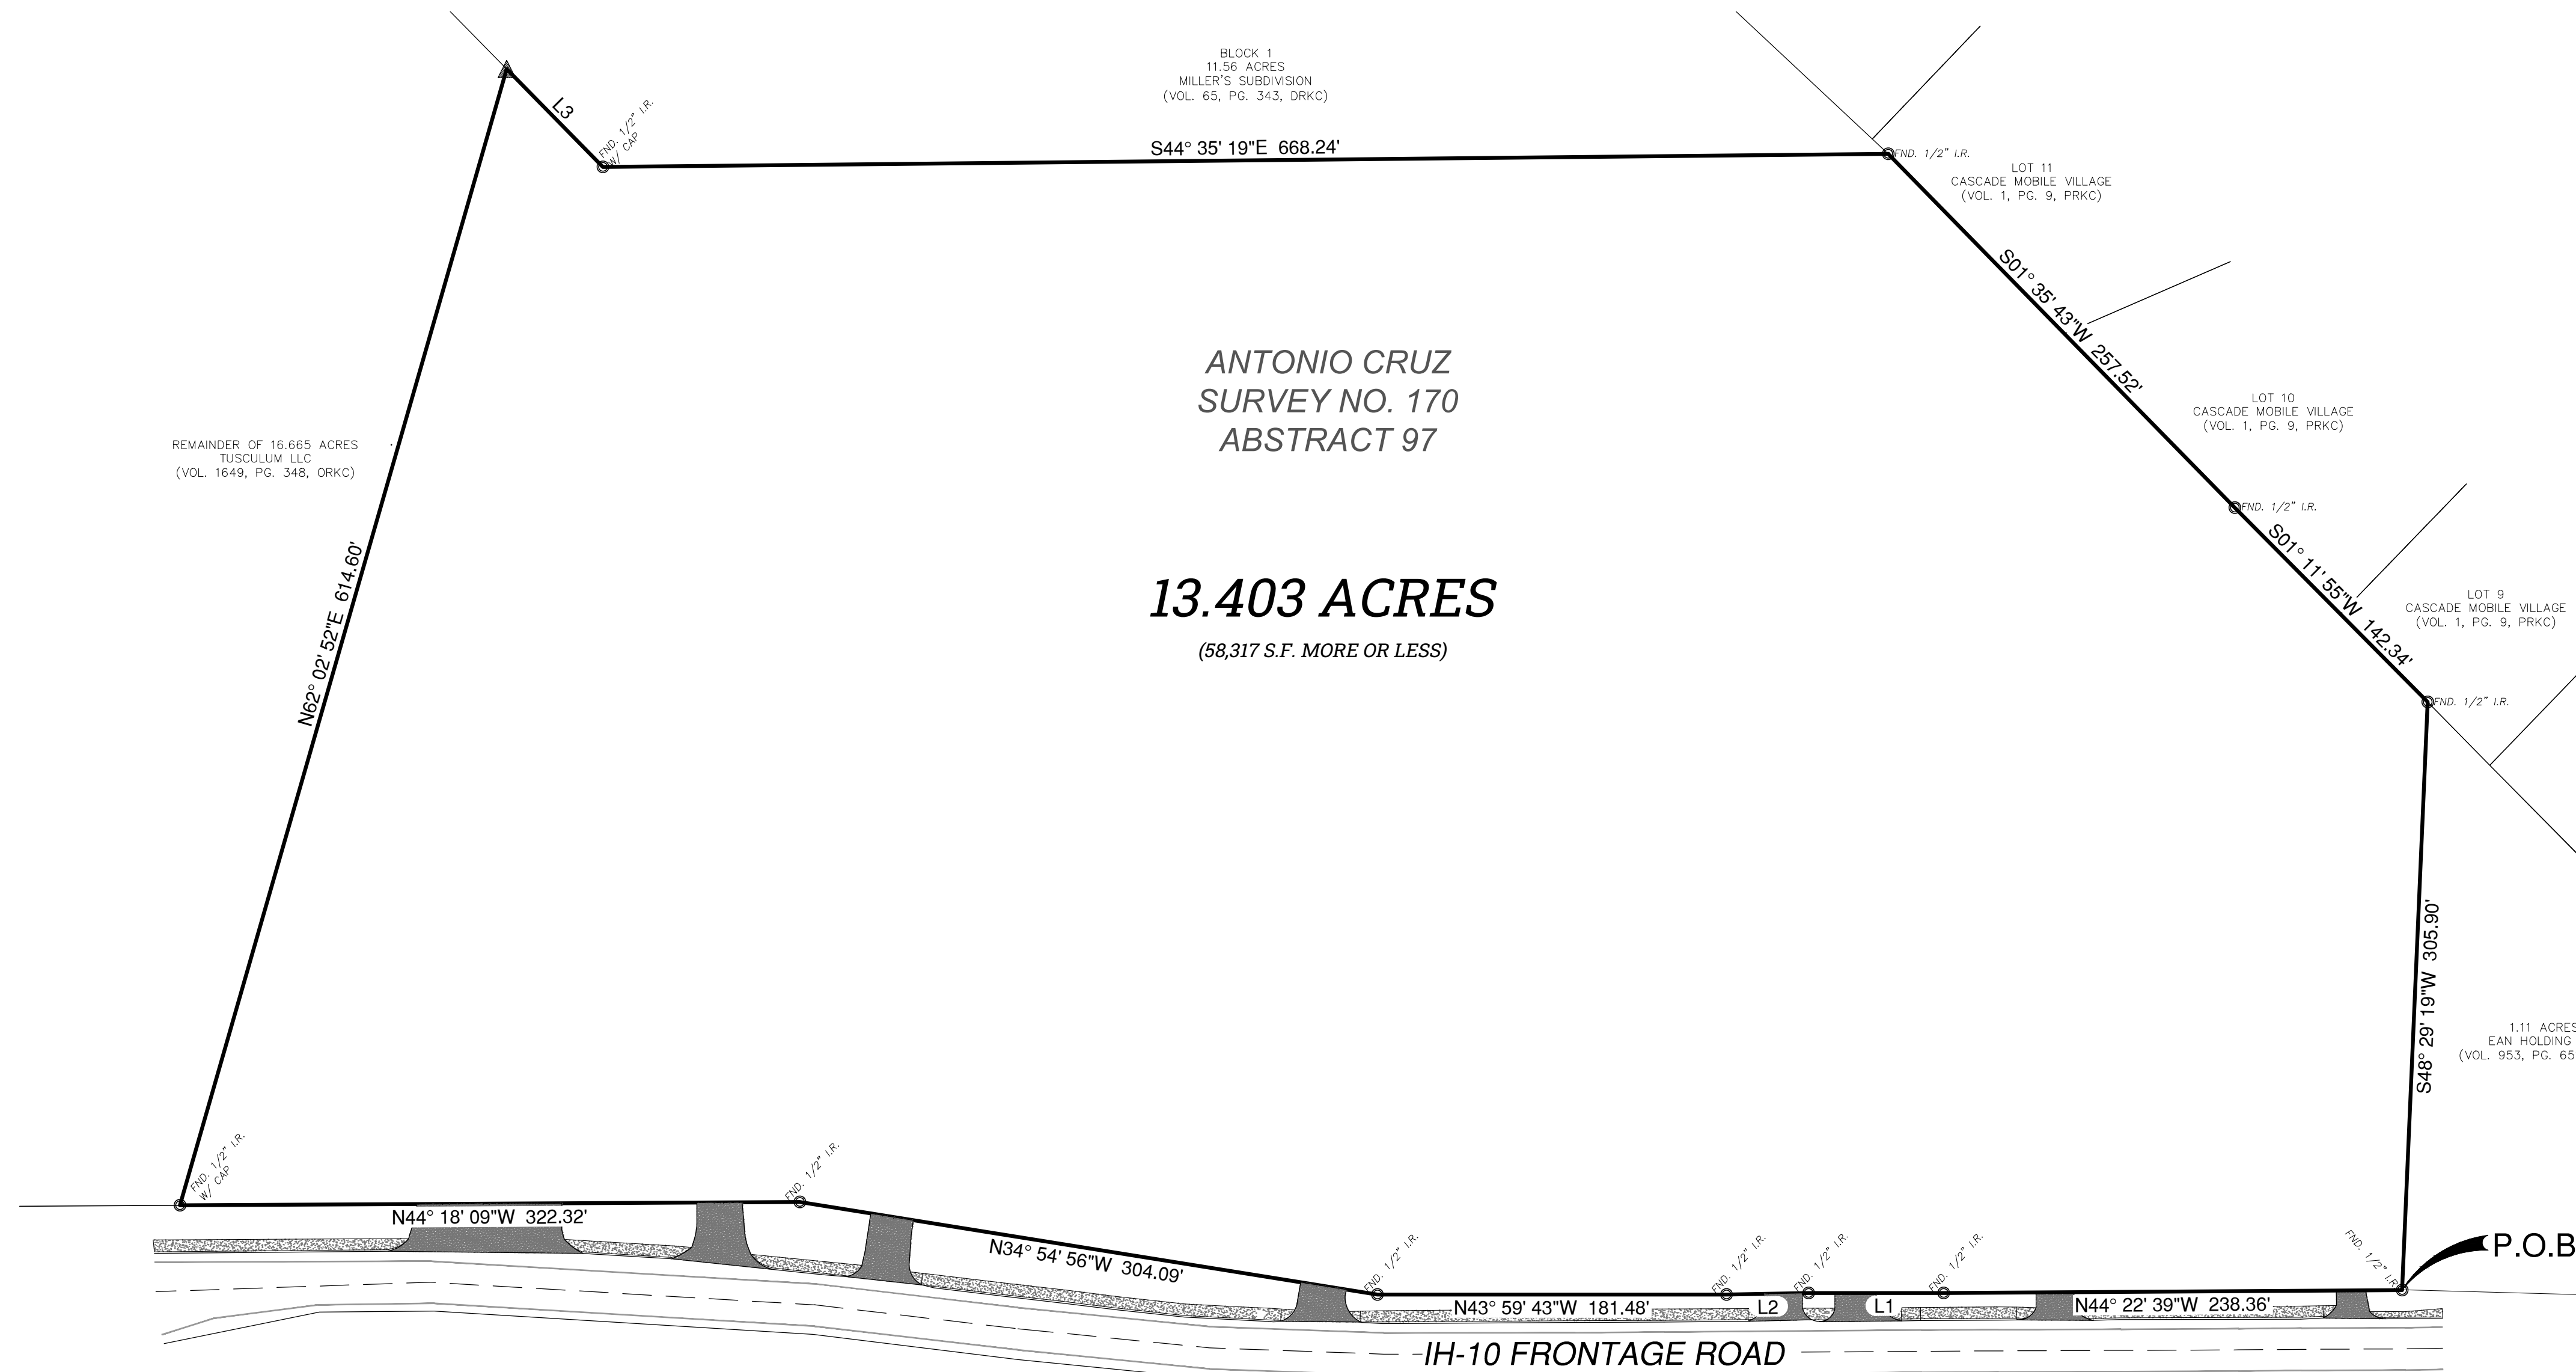 BLOCK 1
11.56 ACRES
MILLER'S SUBDIVISION
(VOL. 65, PG. 343, DRKC)
L3
FND. 1/2" I.R.
W/ CAP
S44° 35' 19"E 668.24'
FND. 1/2" I.R.
LOT 11
CASCADE MOBILE VILLAGE
(VOL. 1, PG. 9, PRKC)
S01° 35' 43"W 257.52'
ANTONIO CRUZ
SURVEY NO. 170
ABSTRACT 97
LOT 10
CASCADE MOBILE VILLAGE
(VOL. 1, PG. 9, PRKC)
REMAINDER OF 16.665 ACRES
TUSCULUM LLC
(VOL. 1649, PG. 348, ORKC)
FND. 1/2" I.R.
S01° 11' 55"W 142.34'
13.403 ACRES
(58,317 S.F. MORE OR LESS)
LOT 9
CASCADE MOBILE VILLAGE
(VOL. 1, PG. 9, PRKC)
N62° 02' 52"E 614.60'
FND. 1/2" I.R.
S48° 29' 19"W 305.90'
1.11 ACRES
EAN HOLDING
(VOL. 953, PG. 65
FND. 1/2" I.R.
W/ CAP
FND. 1/2" I.R.
N44° 18' 09"W 322.32'
N34° 54' 56"W 304.09'
FND. 1/2" I.R.
FND. 1/2" I.R.
FND. 1/2" I.R.
FND. 1/2" I.R.
FND. 1/2" I.R.
P.O.B
N43° 59' 43"W 181.48'
L2
L1
N44° 22' 39"W 238.36'
IH-10 FRONTAGE ROAD